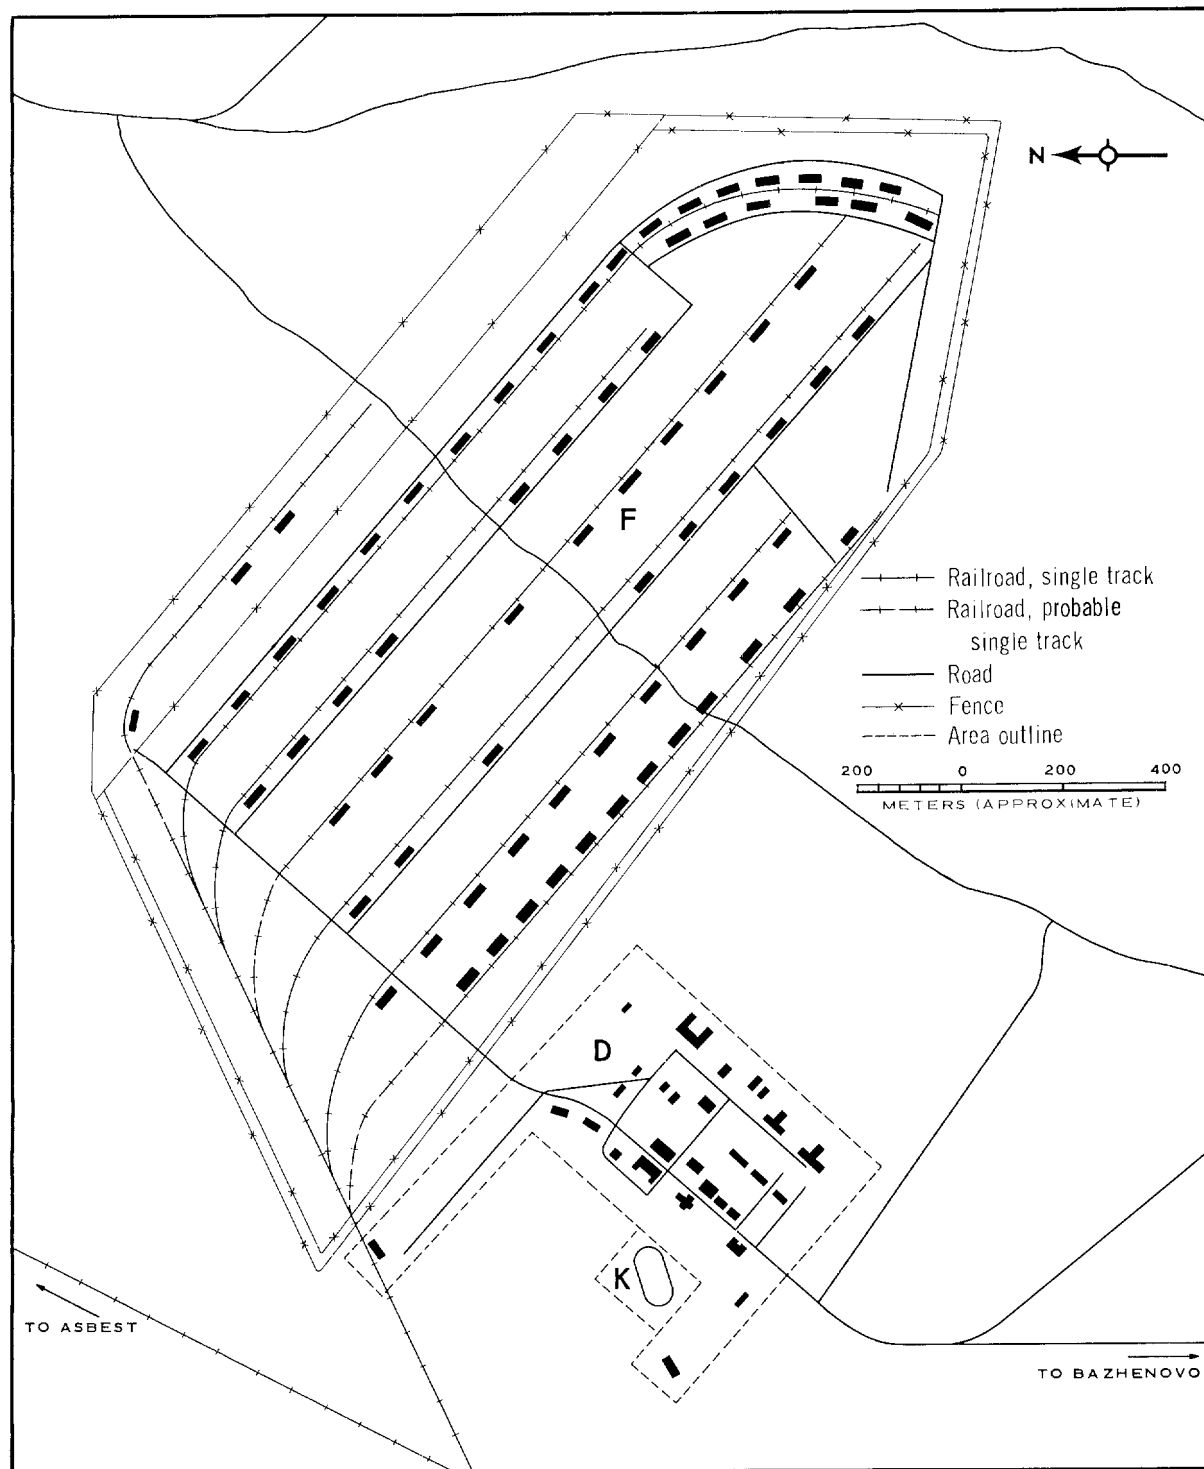 N
F
Railroad, single track
Railroad, probable
single track
Road
Fence
Area outline
200 0 200 400
METERS (APPROXIMATE)
D
K
TO ASBEST
TO BAZHENOVO